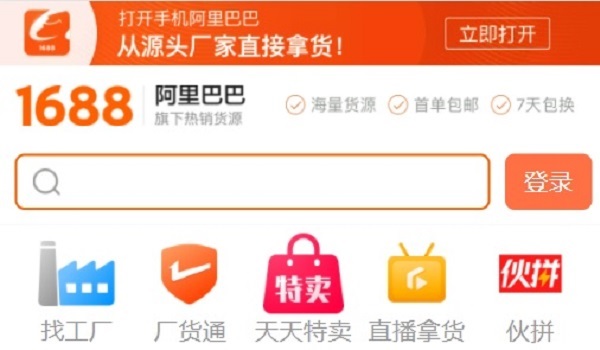 打开手机阿里巴巴
从源头厂家直接拿货!
立即打开
1688
1688
阿里巴巴
旗下热销货源
海量货源
首单包邮
7天包换
登录
特卖
伙拼
找工厂
厂货通
天天特卖
直播拿货
伙拼